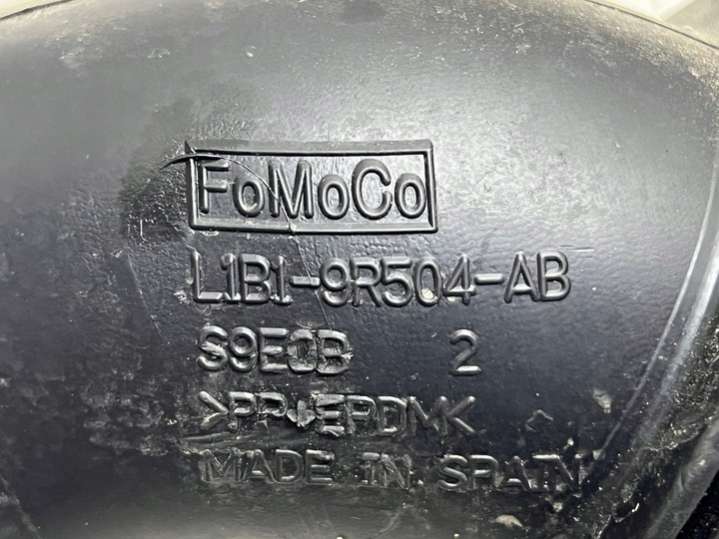 FoMoCo
L1B1-9R504-AB
S9E0B 2
>PP+EPDM<
MADE IN SPAIN